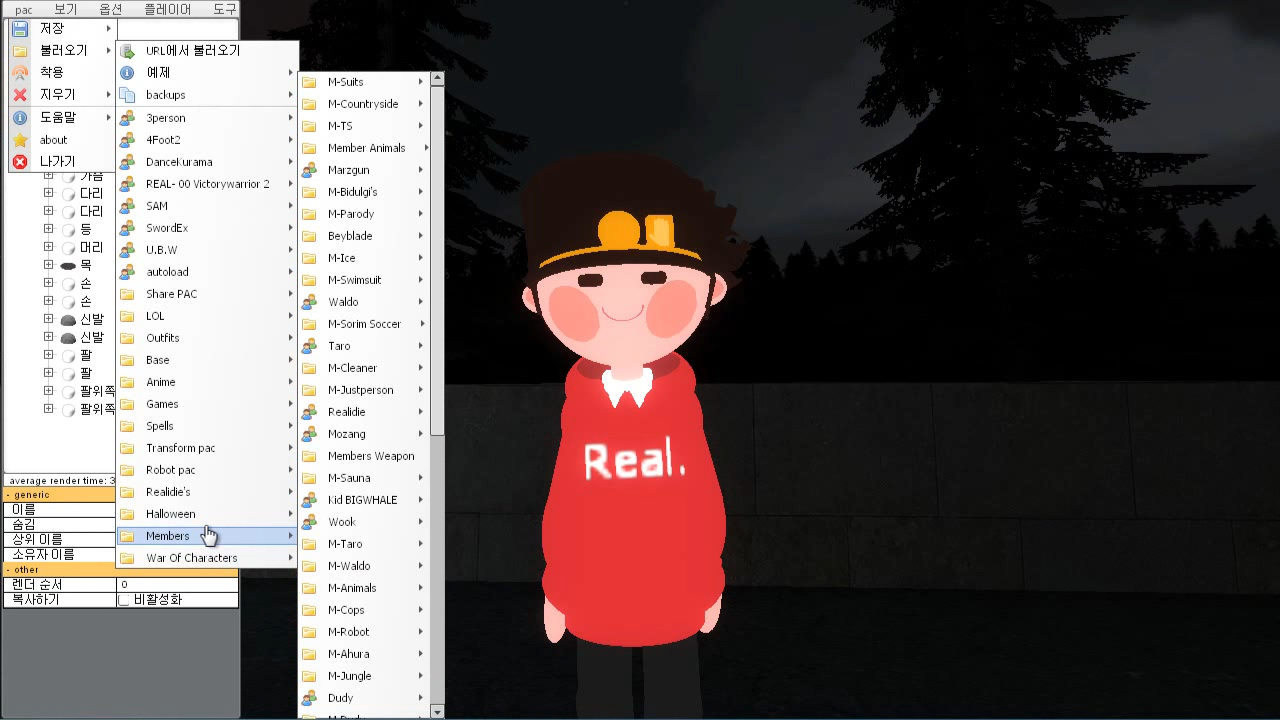 pac 보기 옵션 플레이어 도구
저장
불러오기
착용
지우기
도움말
about
나가기
URL에서 불러오기
예제
backups
3person
4Foot2
DanceKurama
REAL- 00 Victorywarrior 2
SAM
SwordEx
U.B.W
autoload
Share PAC
LOL
Outfits
Base
Anime
Games
Spells
Transform pac
Robot pac
Realidie's
Halloween
Members
War Of Characters
M-Suits
M-Countryside
M-TS
Member Animals
Marzgun
M-Bidulgi's
M-Parody
Beyblade
M-Ice
M-Swimsuit
Waldo
M-Sorim Soccer
Taro
M-Cleaner
M-Justperson
Realidie
Mozang
Members Weapon
M-Sauna
Kid BIGWHALE
Wook
M-Taro
M-Waldo
M-Animals
M-Cops
M-Robot
M-Ahura
M-Jungle
Dudy
다리
다리
등
머리
목
손
손
신발
신발
팔
팔
팔위쪽
팔위쪽
average render time: 3
- generic
이름
숨김
상위 이름
소유자 이름
- other
렌더 순서 0
복사하기 비활성화
Real.